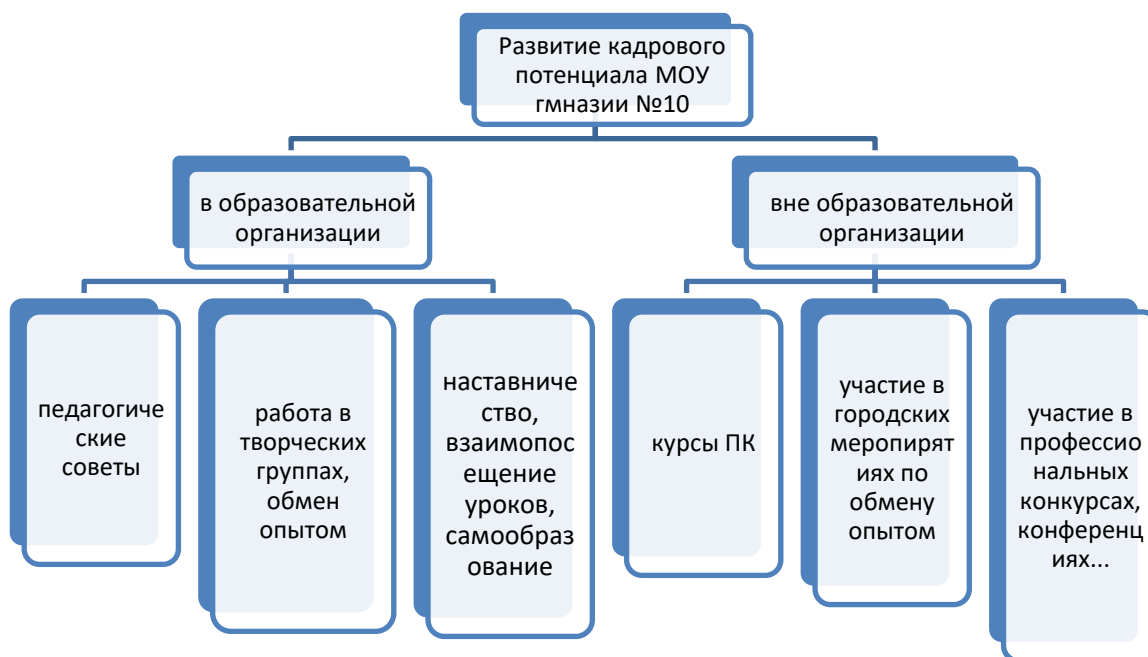 Развитие кадрового
потенциала МОУ
гмназии №10
в образовательной
организации
вне образовательной
организации
педагогиче
ские
советы
работа в
творческих
группах,
обмен
опытом
наставниче
ство,
взаимопос
ещение
уроков,
самообраз
ование
курсы ПК
участие в
городских
меропирят
иях по
обмену
опытом
участие в
профессио
нальных
конкурсах,
конференц
иях...